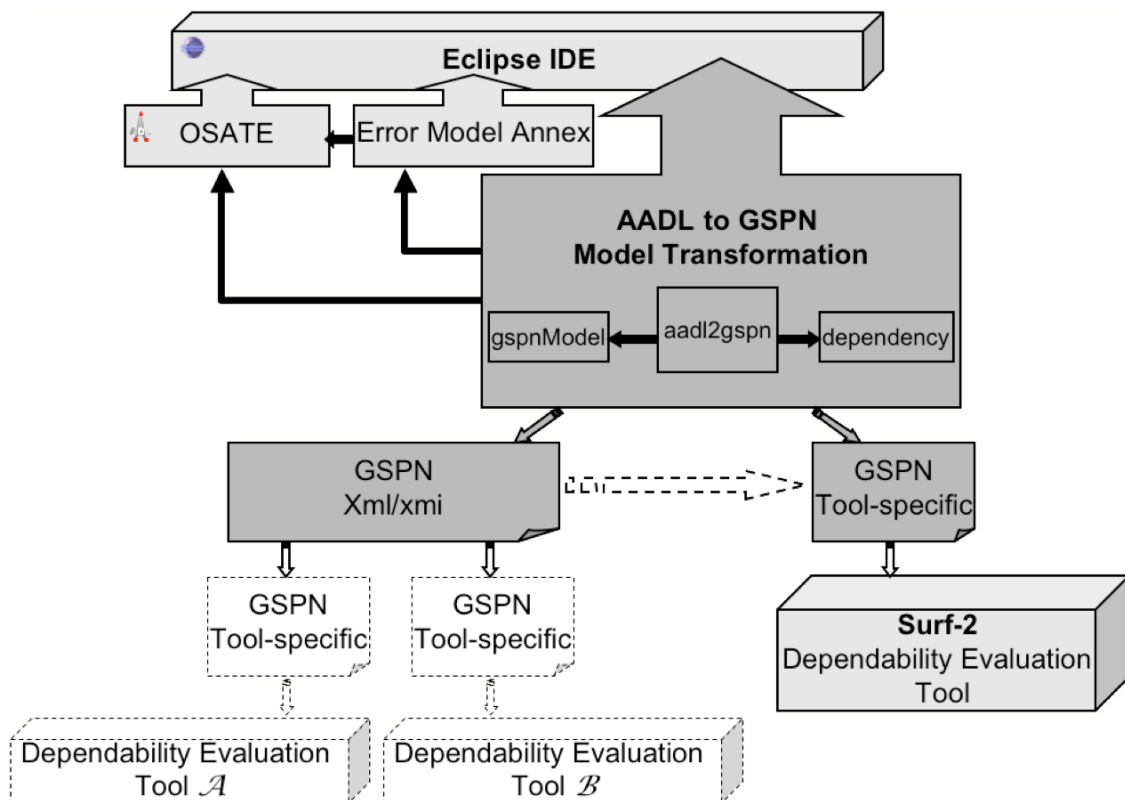 Eclipse IDE
OSATE
Error Model Annex
AADL to GSPN
Model Transformation
gspnModel
aadl2gspn
dependency
GSPN
Xml/xmi
GSPN
Tool-specific
GSPN
Tool-specific
GSPN
Tool-specific
Surf-2
Dependability Evaluation
Tool
Dependability Evaluation
Tool 𝒜
Dependability Evaluation
Tool ℬ